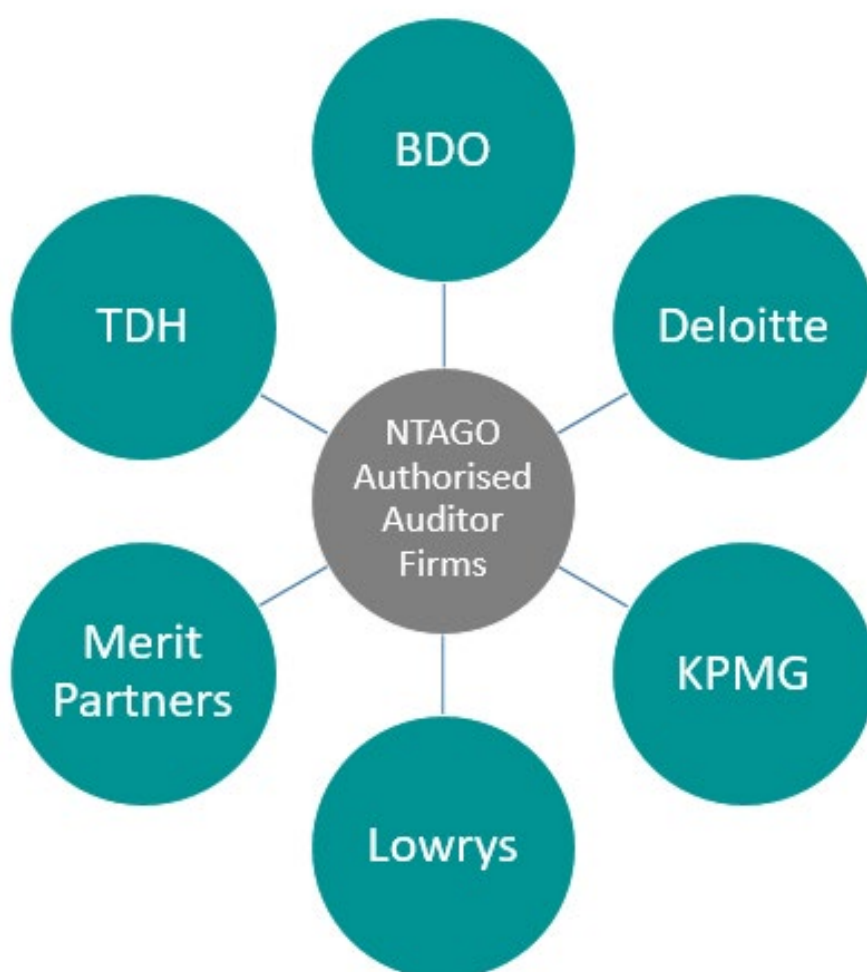 BDO
TDH
Deloitte
NTAGO
Authorised
Auditor
Firms
Merit
Partners
KPMG
Lowrys